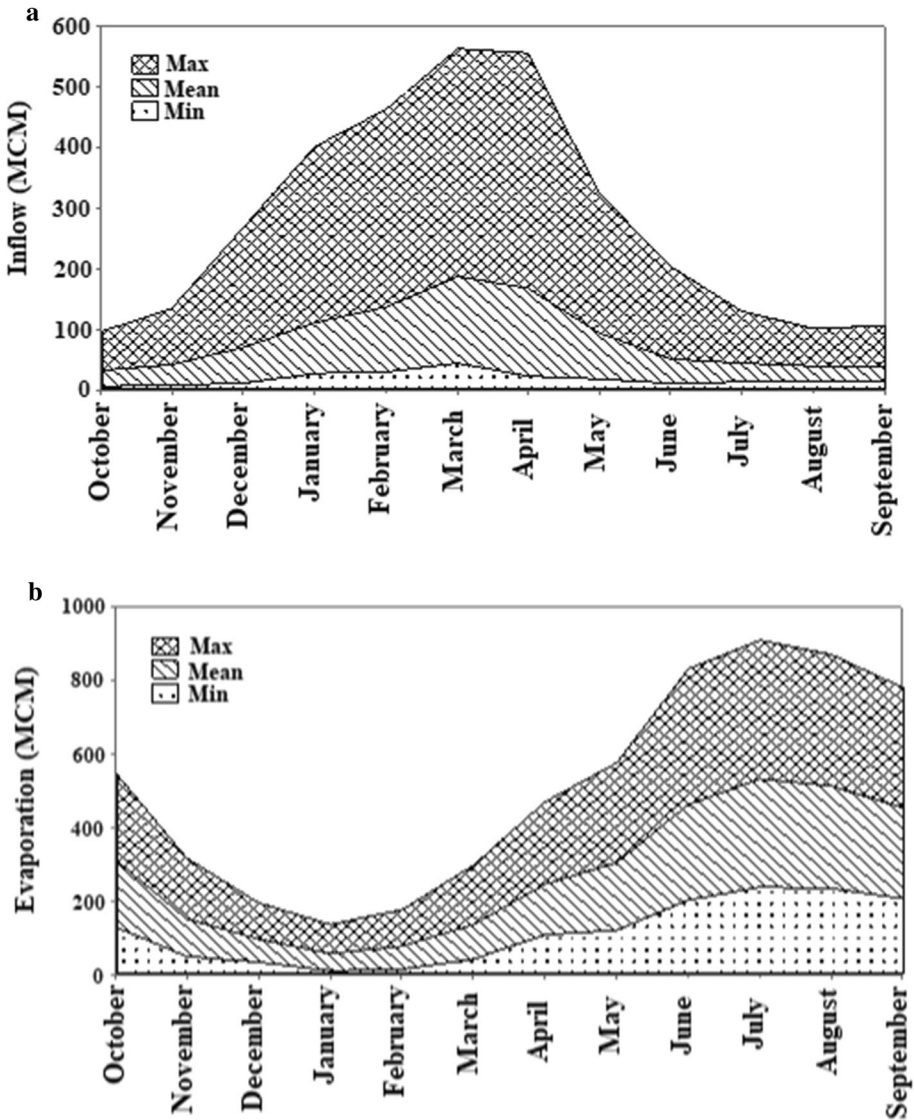 a
Inflow (MCM)
600
500
400
300
200
100
0
Max
Mean
Min
October
November
December
January
February
March
April
May
June
July
August
September
b
Evaporation (MCM)
1000
800
600
400
200
0
Max
Mean
Min
October
November
December
January
February
March
April
May
June
July
August
September